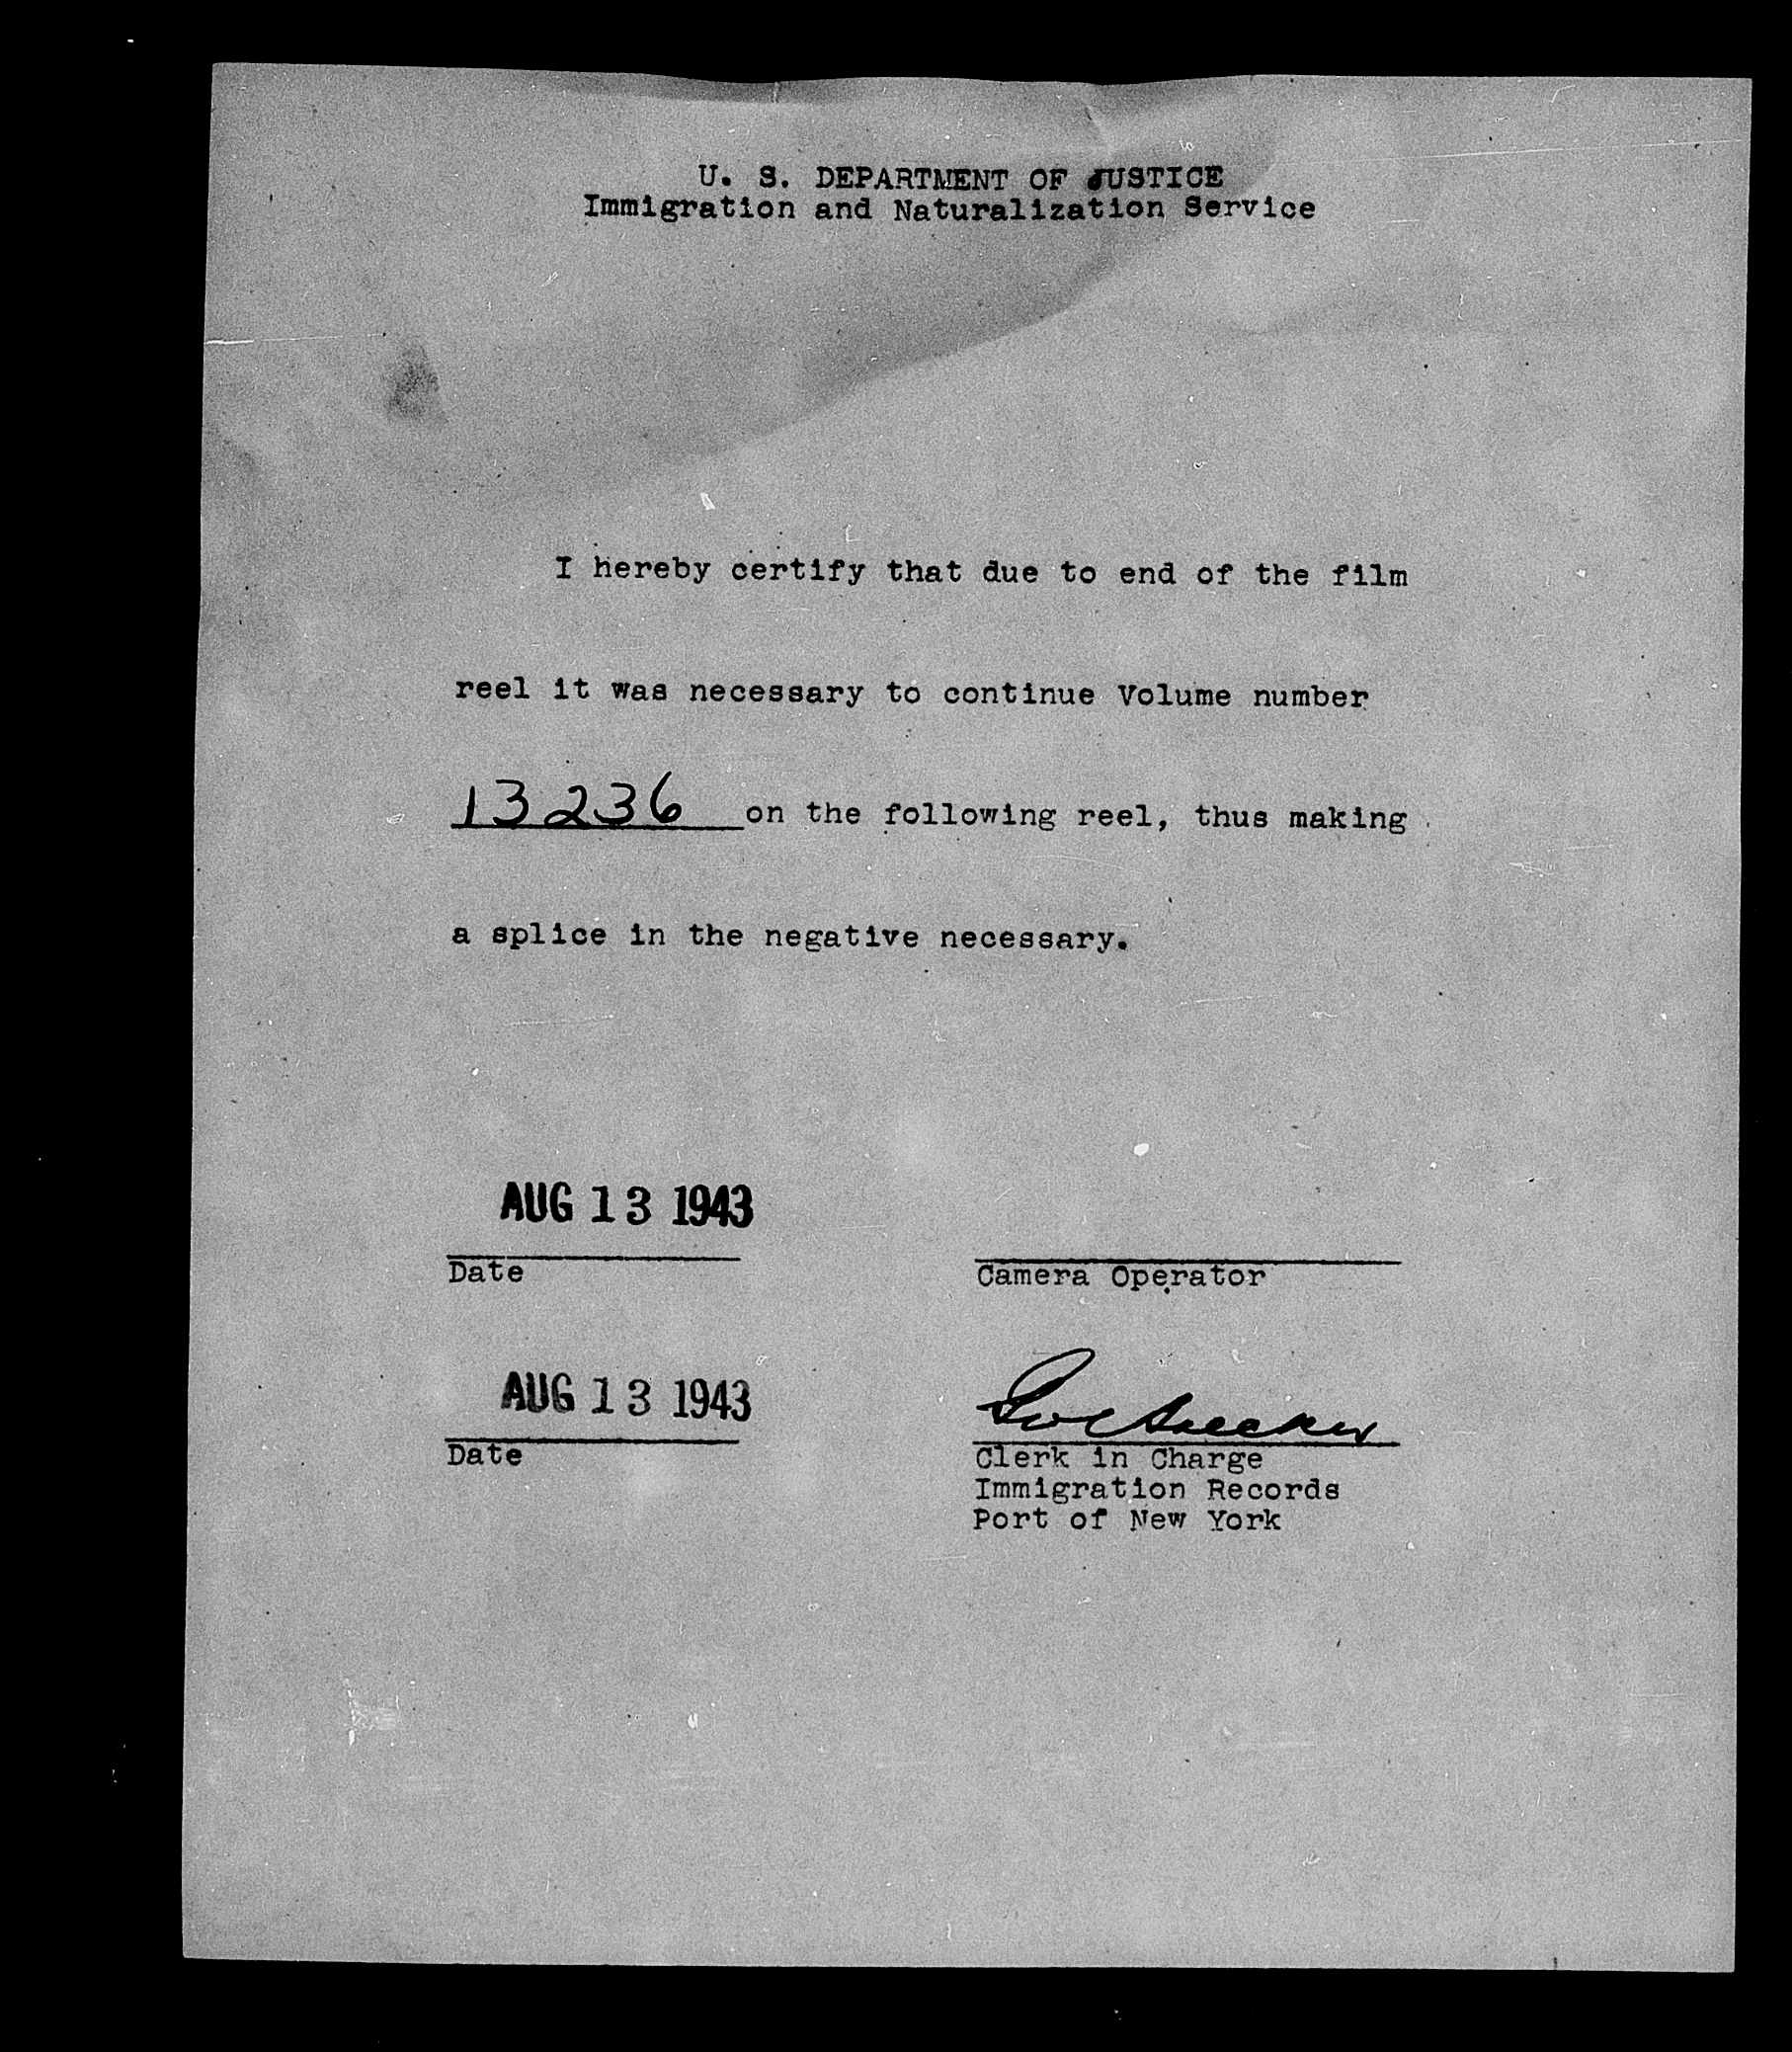 U. S. DEPARTMENT OF JUSTICE
Immigration and Naturalization Service
I hereby certify that due to end of the film
reel it was necessary to continue Volume number
13236 on the following reel, thus making
a splice in the negative necessary.
AUG 13 1943
Date
Camera Operator
AUG 13 1943
Date
Clerk in Charge
Immigration Records
Port of New York